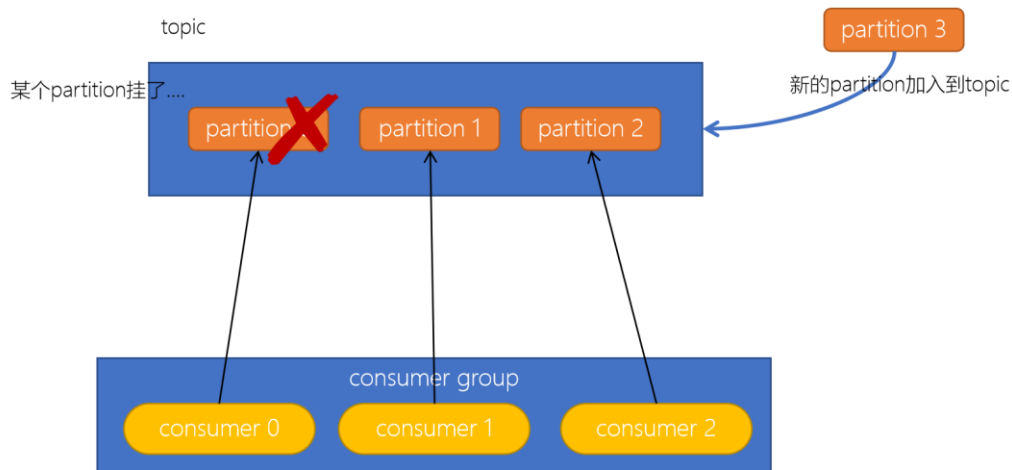 topic
partition 3
某个partition挂了....
新的partition加入到topic
partition
partition 1
partition 2
consumer group
consumer 0
consumer 1
consumer 2